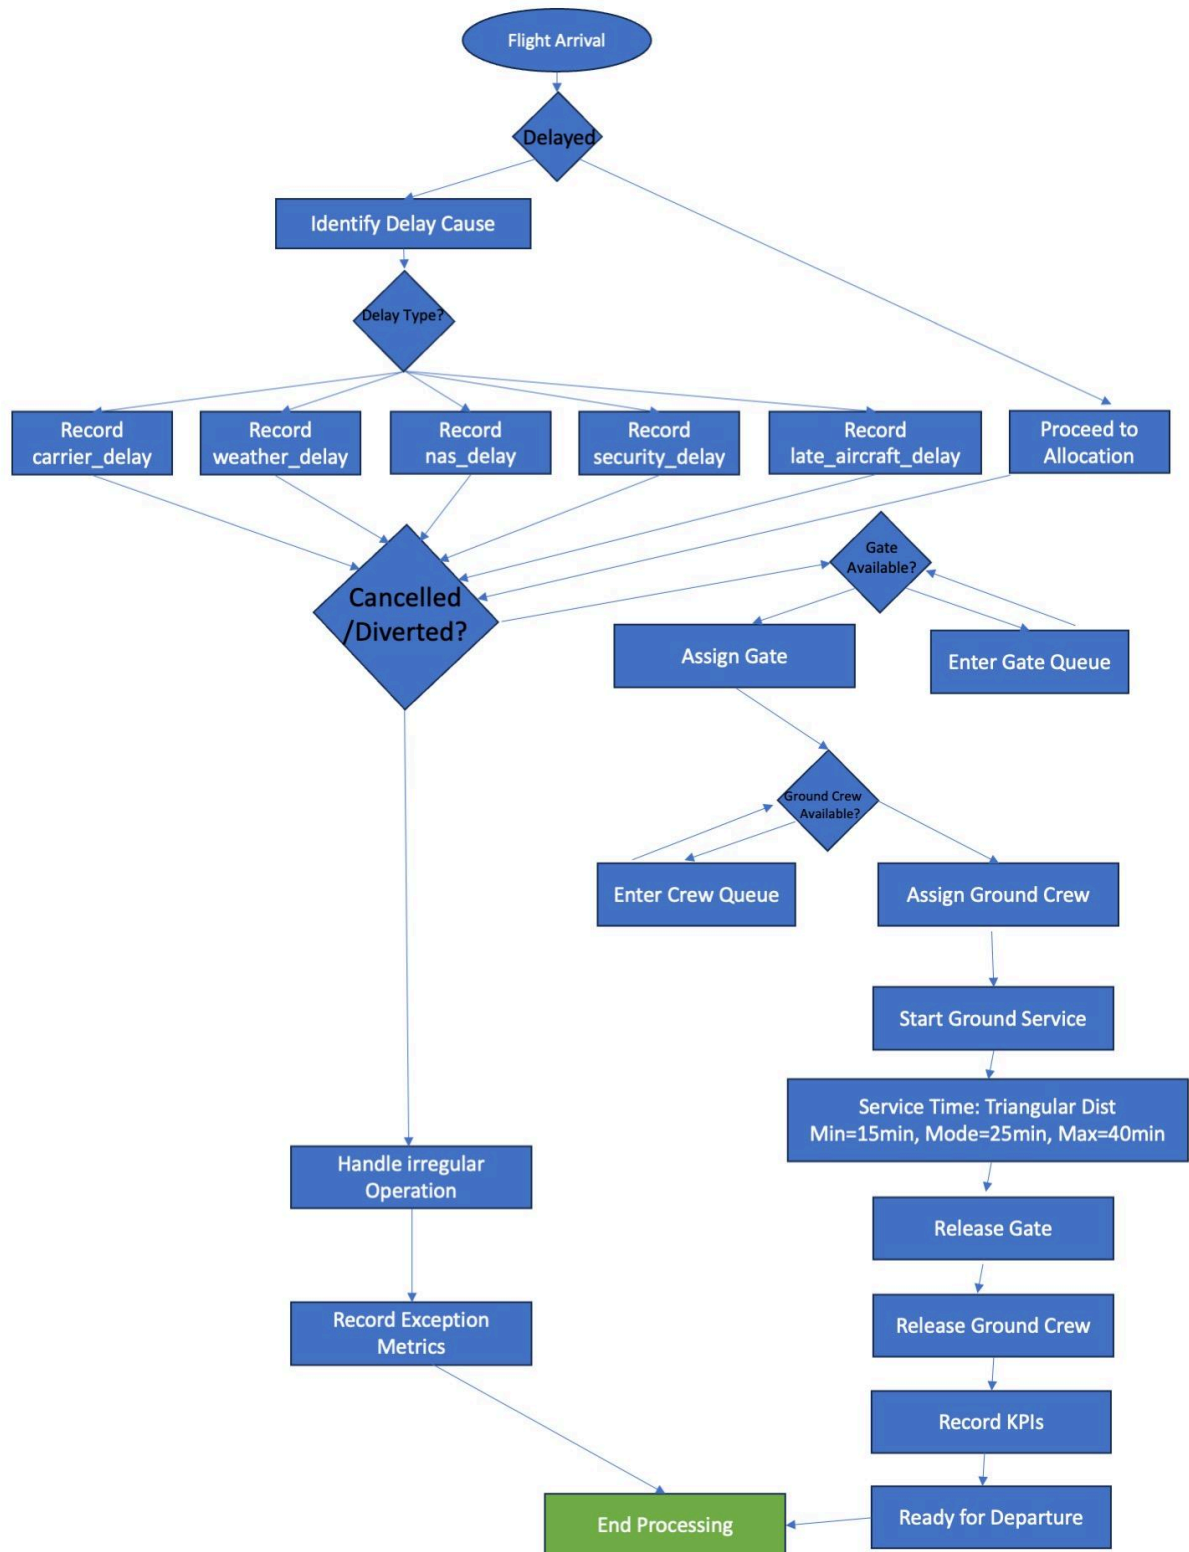 Flight Arrival
Delayed
Identify Delay Cause
Delay Type?
Record
carrier_delay
Record
weather_delay
Record
nas_delay
Record
security_delay
Record
late_aircraft_delay
Proceed to
Allocation
Gate
Available?
Cancelled
/Diverted?
Assign Gate
Enter Gate Queue
Ground Crew
Available?
Enter Crew Queue
Assign Ground Crew
Start Ground Service
Service Time: Triangular Dist
Min=15min, Mode=25min, Max=40min
Handle irregular
Operation
Release Gate
Release Ground Crew
Record Exception
Metrics
Record KPIs
Ready for Departure
End Processing